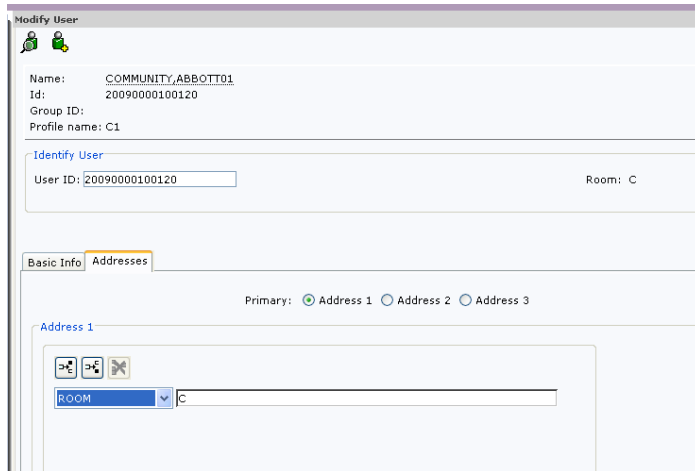 Modify User
Name: COMMUNITY,ABBOTT01
Id: 20090000100120
Group ID:
Profile name: C1
Identify User
User ID: 20090000100120 Room: C
Basic Info Addresses
Primary: Address 1 Address 2 Address 3
Address 1
ROOM C